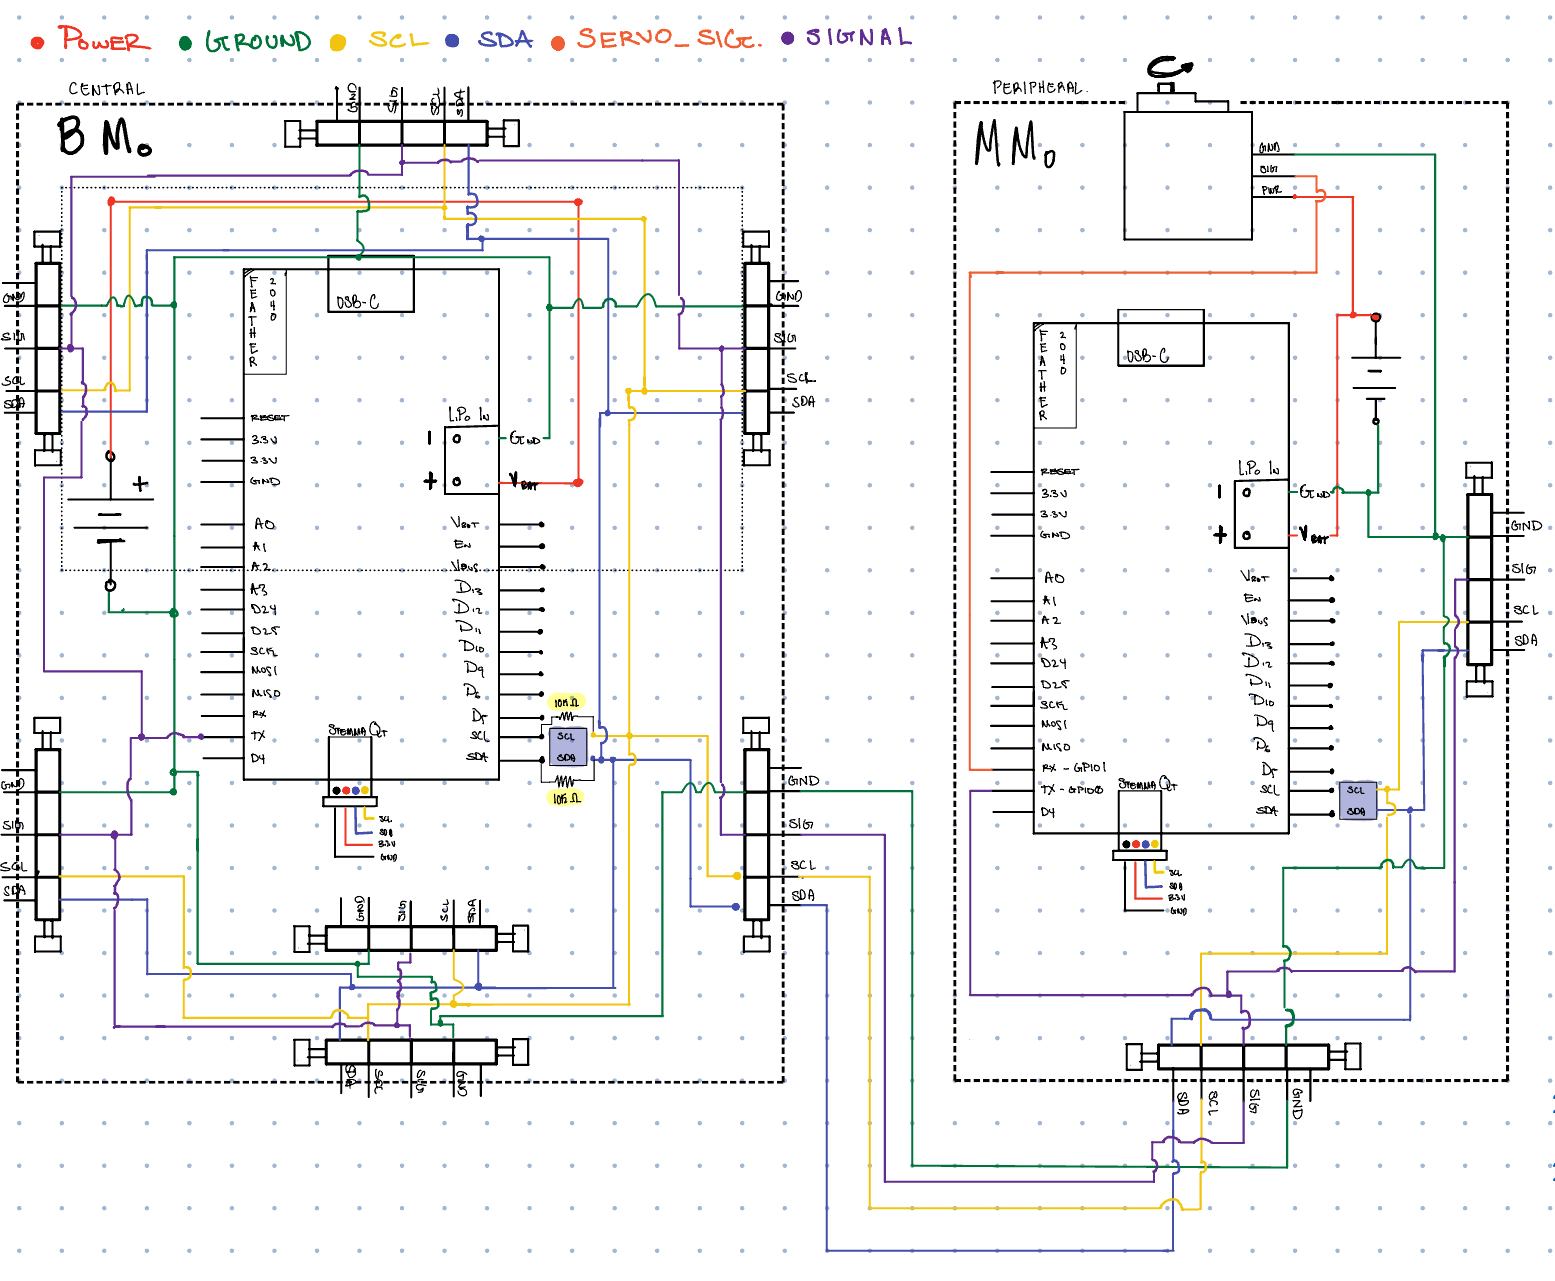 POWER GROUND SCL SDA SERVO_SIG. SIGNAL
CENTRAL
BMo
GND SIG SCL SDA
GND
SIG
SCL
SDA
FEATHER
2040
USB-C
RESET
3.3V
3.3V
GND
A0
A1
A2
A3
D24
D25
SCK
MOSI
MISO
RX
TX
D4
LiPo In
- GND
+ VBAT
VBAT
EN
VBUS
D13
D12
D11
D10
D9
D6
D5
SCL
SDA
10K Ω
SCL
SDA
10K Ω
STEMMA QT
SCL
SDA
3.3V
GND
+
GND
SIG
SCL
SDA
GND
SIG
SCL
SDA
GND SIG SCL SDA
SDA SCL SIG GND
GND
SIG
SCL
SDA
PERIPHERAL.
MMo
GND
SIG
PWR
FEATHER
2040
USB-C
RESET
3.3V
3.3V
GND
A0
A1
A2
A3
D24
D25
SCK
MOSI
MISO
RX - GPIO1
TX - GPIO0
D4
LiPo In
- GND
+ VBAT
VBAT
EN
VBUS
D13
D12
D11
D10
D9
D6
D5
SCL
SDA
SCL
SDA
STEMMA QT
SCL
SDA
3.3V
GND
GND
SIG
SCL
SDA
SDA SCL SIG GND